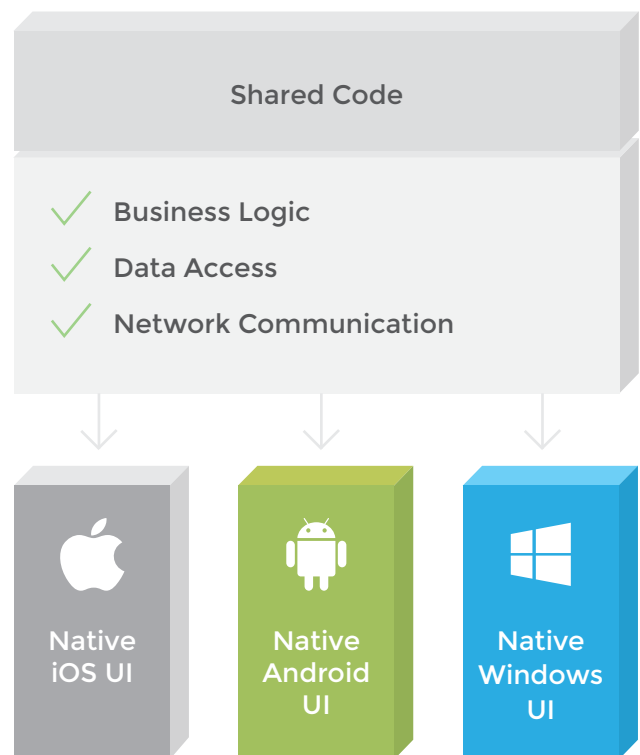 Shared Code
Business Logic
Data Access
Network Communication
Native
iOS UI
Native
Android
UI
Native
Windows
UI